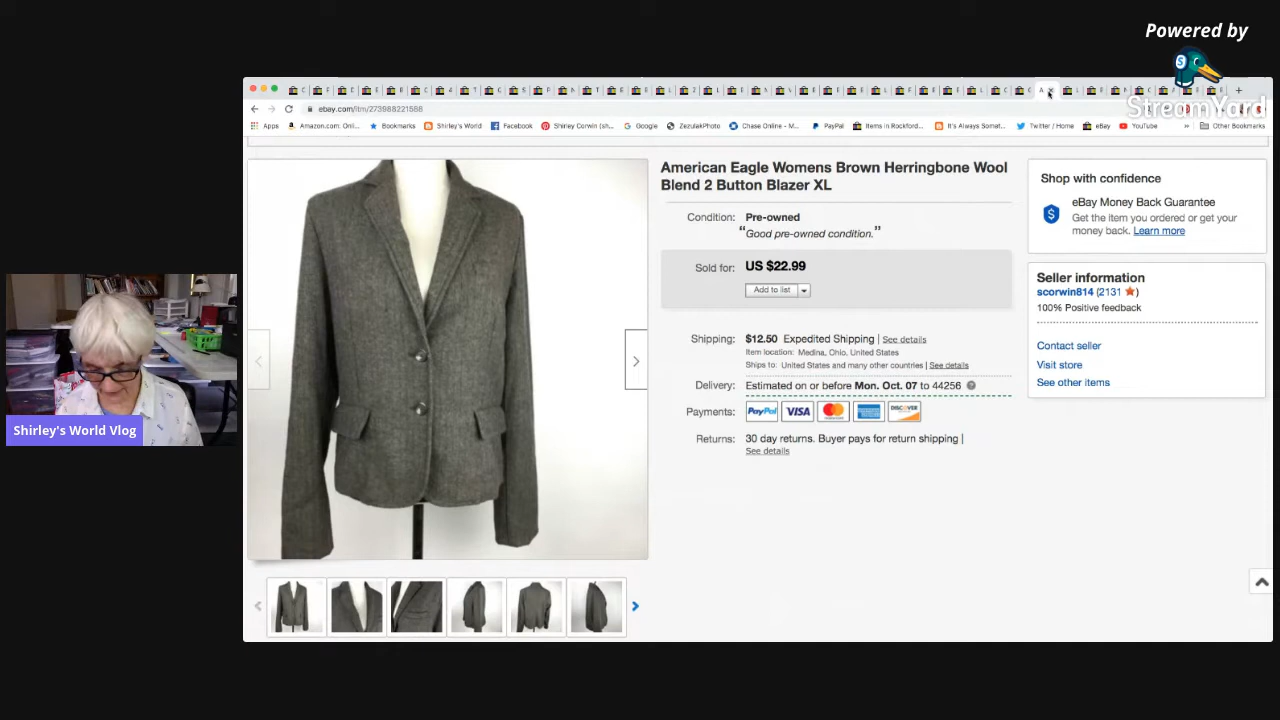 Powered by
StreamYard
ebay.com/itm/273988221588
Apps Amazon.com: Onli... Bookmarks Shirley's World Facebook Shirley Corwin (sh... Google ZezulakPhoto Chase Online - M... PayPal Items in Rockford... It's Always Somet... Twitter / Home eBay YouTube » Other Bookmarks
American Eagle Womens Brown Herringbone Wool
Blend 2 Button Blazer XL
Condition: Pre-owned
"Good pre-owned condition."
Sold for: US $22.99
Add to list
Shipping: $12.50 Expedited Shipping | See details
Item location: Medina, Ohio, United States
Ships to: United States and many other countries | See details
Delivery: Estimated on or before Mon. Oct. 07 to 44256
Payments: PayPal VISA MasterCard DISCOVER
Returns: 30 day returns. Buyer pays for return shipping |
See details
Shop with confidence
eBay Money Back Guarantee
Get the item you ordered or get your
money back. Learn more
Seller information
scorwin814 (2131 )
100% Positive feedback
Contact seller
Visit store
See other items
Shirley's World Vlog